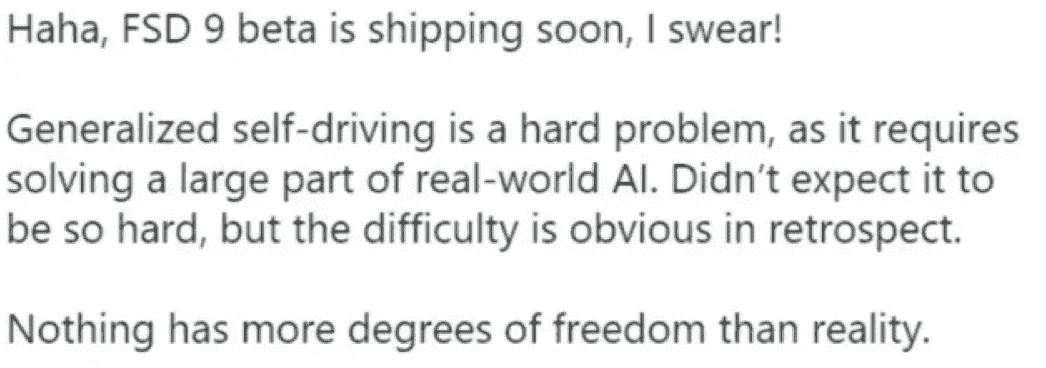 Haha, FSD 9 beta is shipping soon, I swear!
Generalized self-driving is a hard problem, as it requires
solving a large part of real-world AI. Didn’t expect it to
be so hard, but the difficulty is obvious in retrospect.
Nothing has more degrees of freedom than reality.